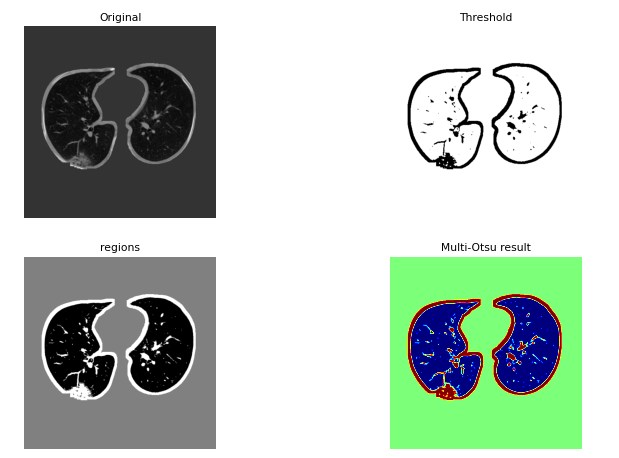 Original
Threshold
regions
Multi-Otsu result